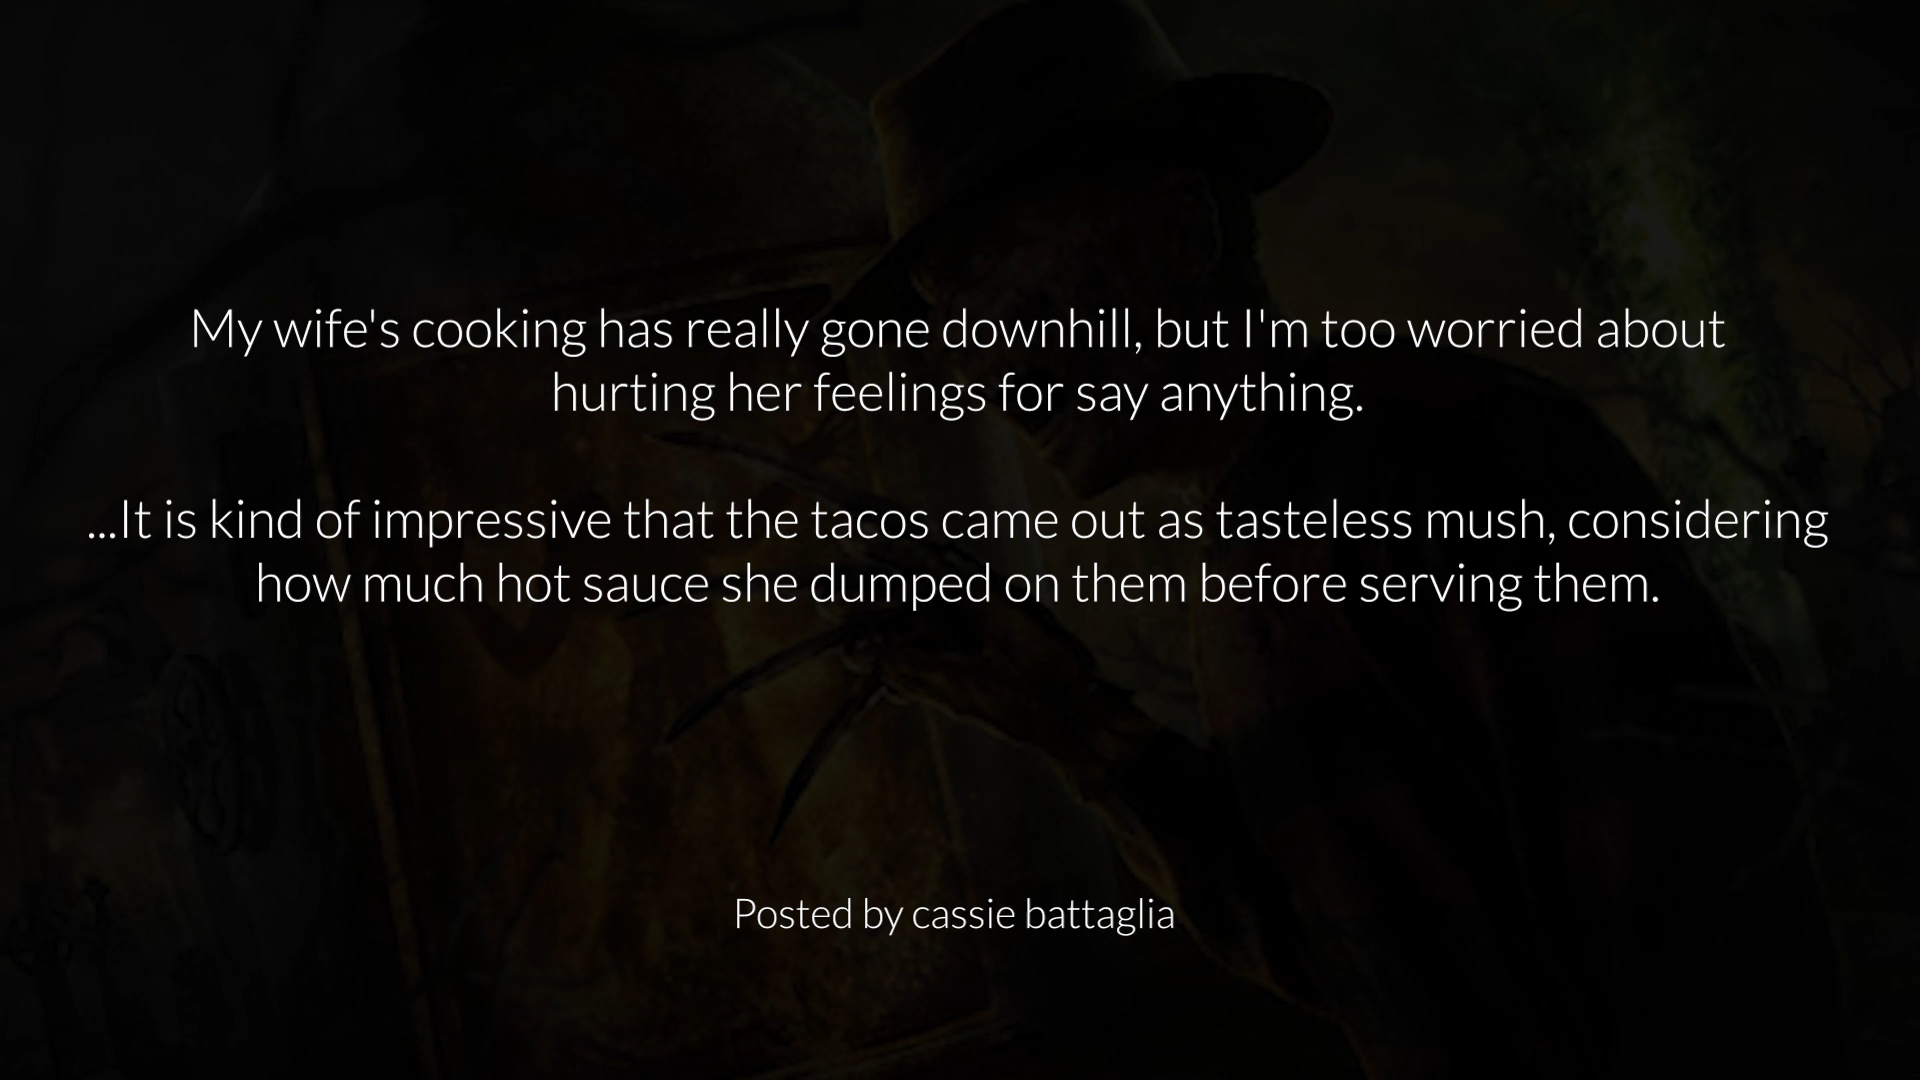 My wife's cooking has really gone downhill, but I'm too worried about
hurting her feelings for say anything.
...It is kind of impressive that the tacos came out as tasteless mush, considering
how much hot sauce she dumped on them before serving them.
Posted by cassie battaglia